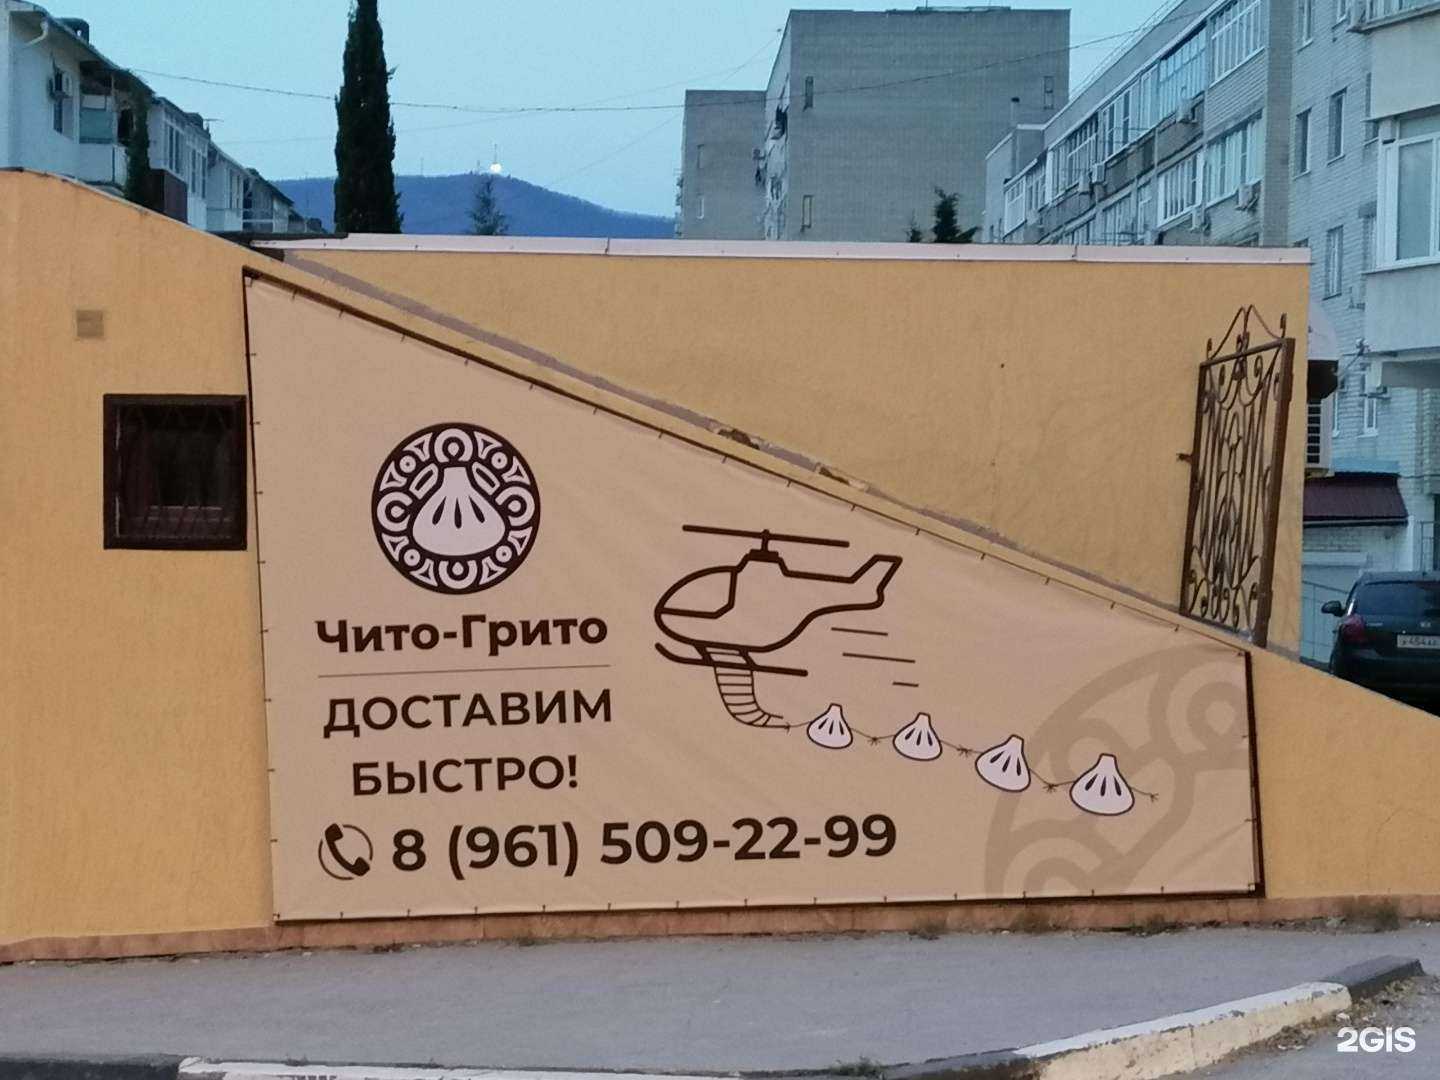 Чито-Грито
ДОСТАВИМ
БЫСТРО!
8 (961) 509-22-99
2GIS